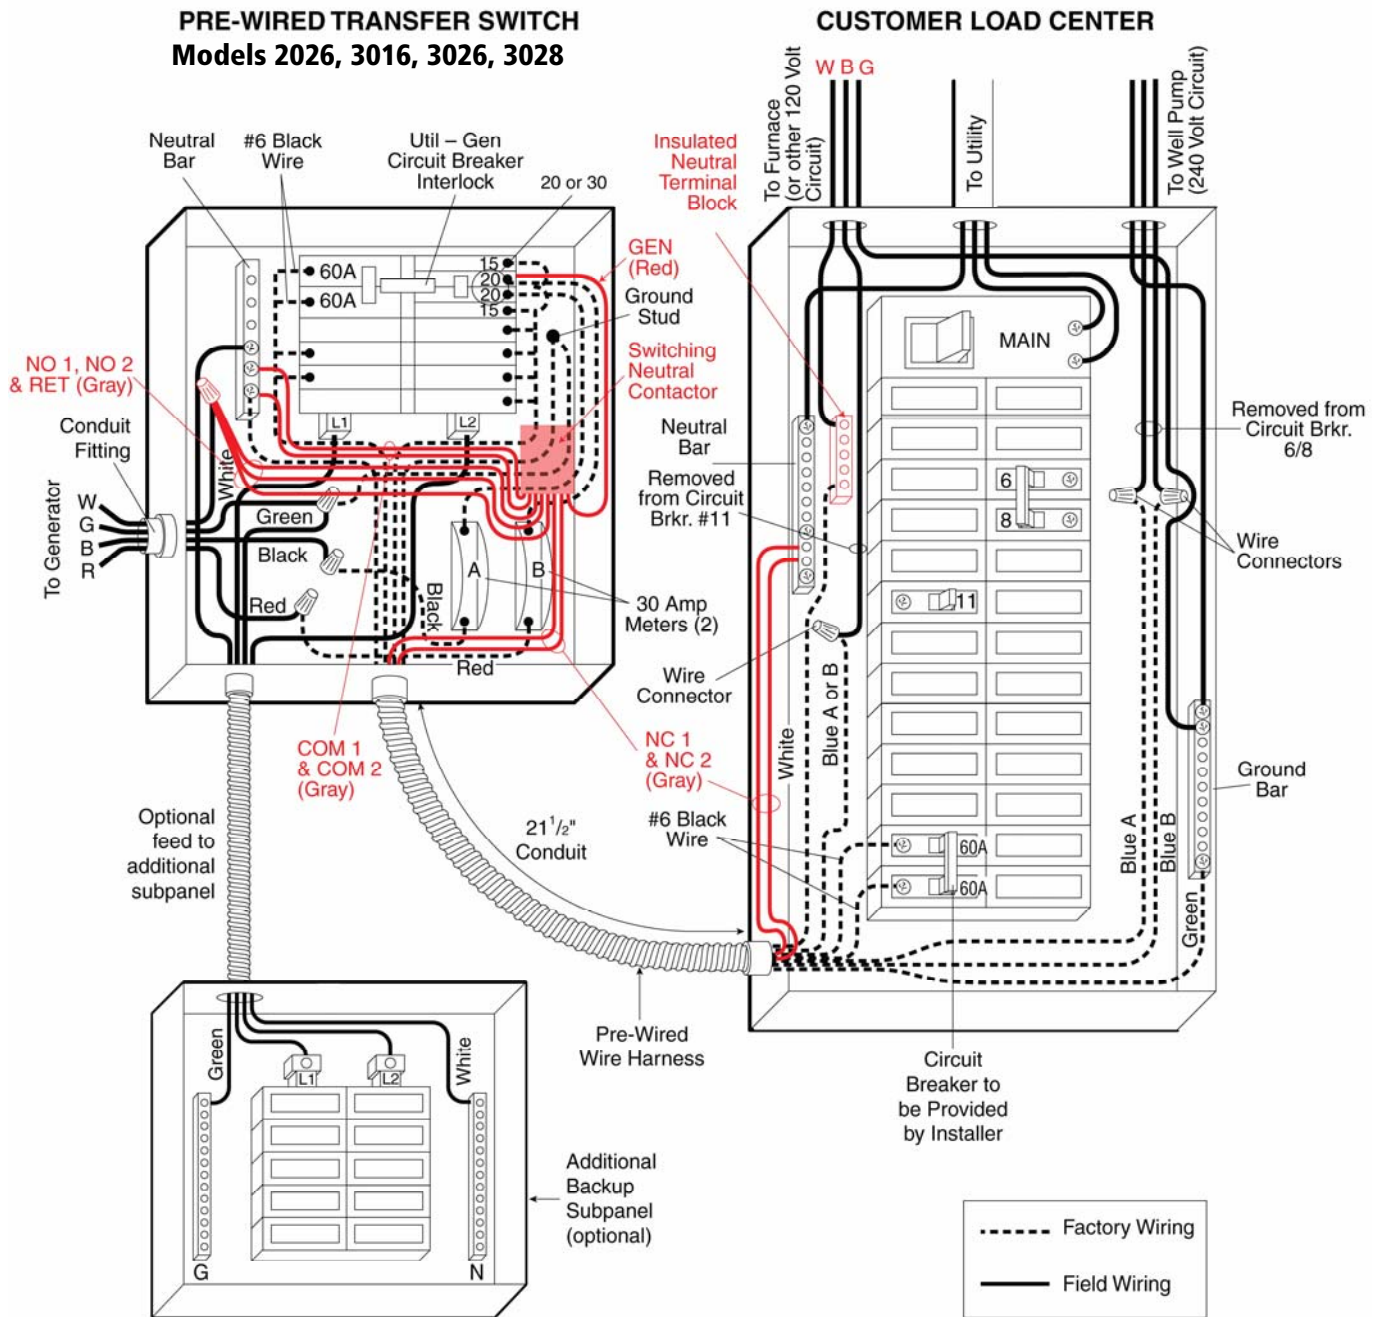 PRE-WIRED TRANSFER SWITCH
Models 2026, 3016, 3026, 3028
Neutral
Bar
#6 Black
Wire
Util – Gen
Circuit Breaker
Interlock
20 or 30
60A
60A
15
20
20
15
GEN
(Red)
Ground
Stud
Switching
Neutral
Contactor
NO 1, NO 2
& RET (Gray)
Conduit
Fitting
L1
L2
To Generator
W
G
B
R
White
Green
Black
Red
Black
A
B
Red
30 Amp
Meters (2)
COM 1
& COM 2
(Gray)
NC 1
& NC 2
(Gray)
Optional
feed to
additional
subpanel
21 1/2"
Conduit
Pre-Wired
Wire Harness
Green
L1
L2
White
G
N
Additional
Backup
Subpanel
(optional)
CUSTOMER LOAD CENTER
W B G
To Furnace
(or other 120 Volt
Circuit)
To Utility
To Well Pump
(240 Volt Circuit)
Insulated
Neutral
Terminal
Block
MAIN
Neutral
Bar
Removed
from Circuit
Brkr. #11
6
8
11
Removed from
Circuit Brkr.
6/8
Wire
Connectors
Wire
Connector
White
Blue A or B
#6 Black
Wire
60A
60A
Blue A
Blue B
Green
Ground
Bar
Circuit
Breaker to
be Provided
by Installer
Factory Wiring
Field Wiring